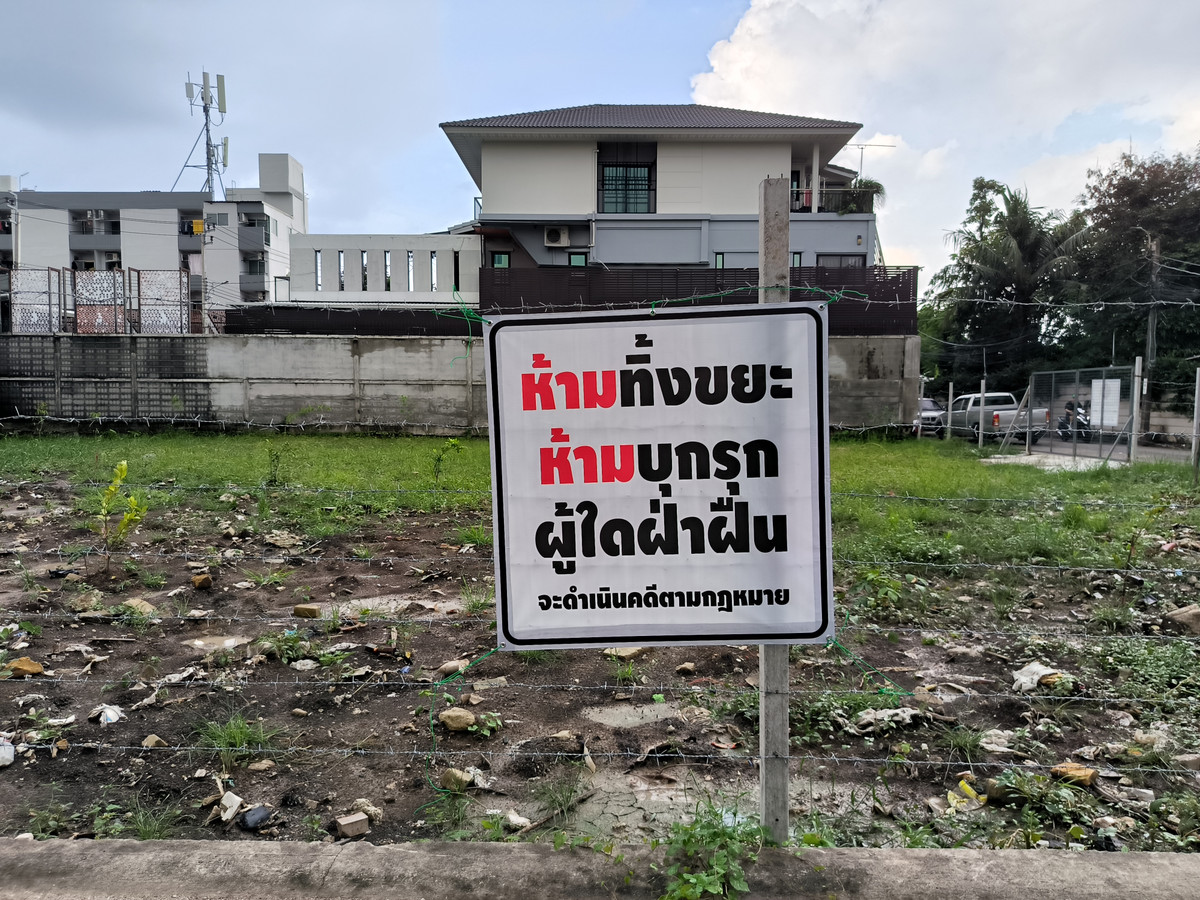 ห้ามทิ้งขยะ
ห้ามบุกรุก
ผู้ใดฝ่าฝืน
จะดำเนินคดีตามกฎหมาย